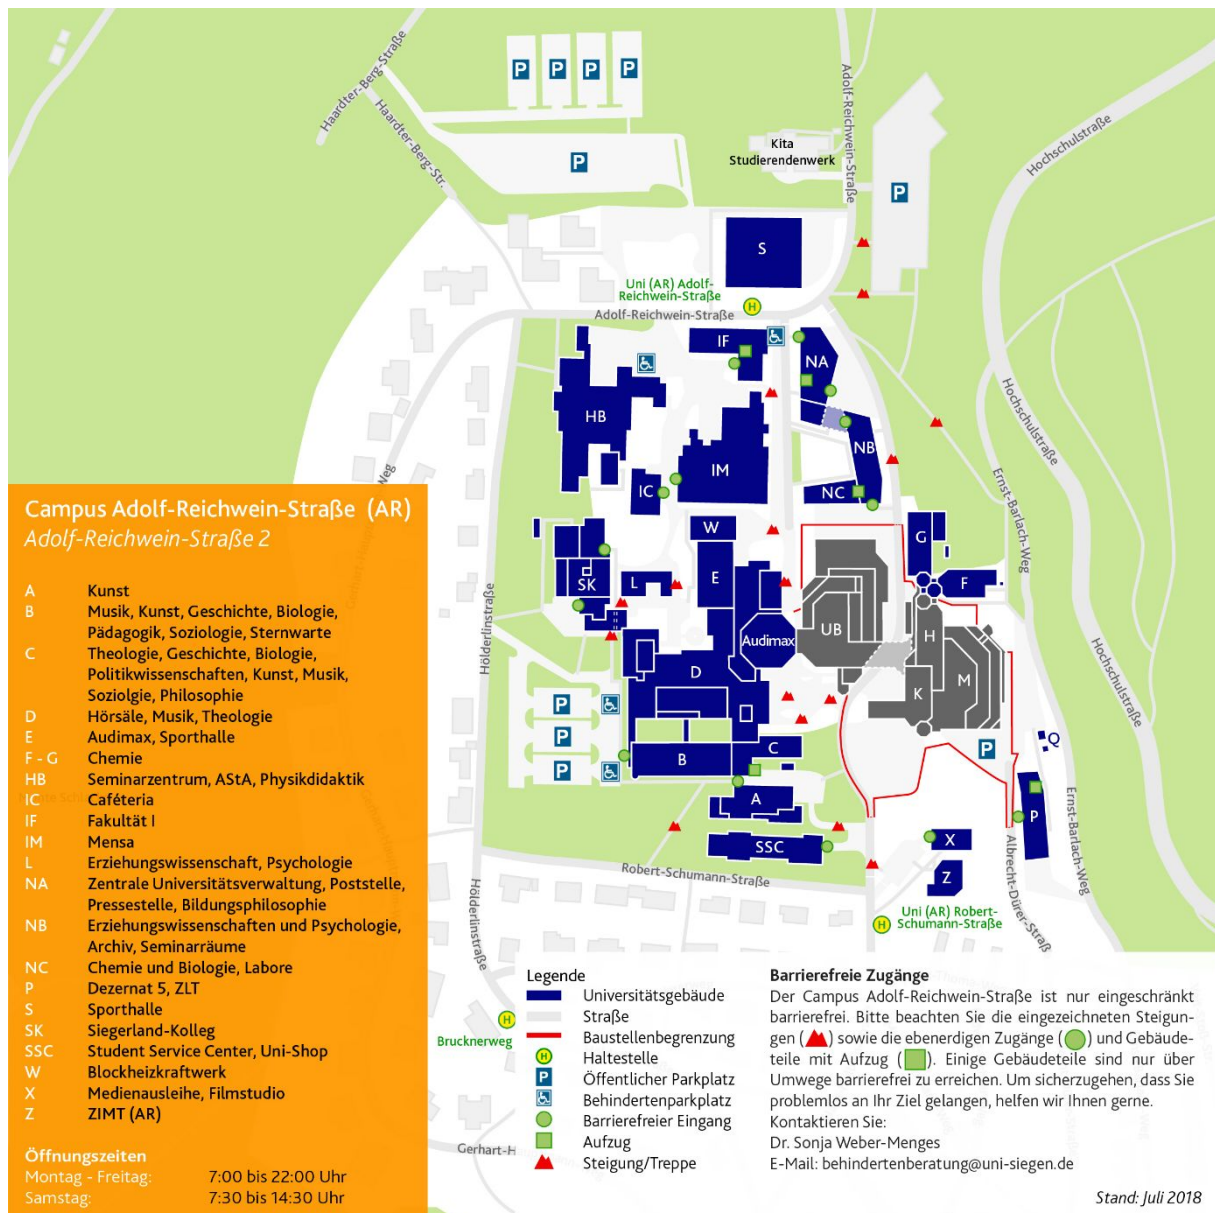 Haardter-Berg-Straße
Haardter-Berg-Str.
P
P
P
P
P
Adolf-Reichwein-Straße
Kita
Studierendenwerk
P
Hochschulstraße
S
Uni (AR) Adolf-
Reichwein-Straße
H
Adolf-Reichwein-Straße
IF
NA
HB
IM
IC
NB
NC
W
E
G
F
SK
L
Audimax
UB
H
D
K
M
P
P
P
B
C
A
SSC
P
Q
P
X
Z
Hochschulstraße
Hochschulstraße
Ernst-Barlach-Weg
Ernst-Barlach-Weg
Albrecht-Dürer-Straß
Hölderlinstraße
Hölderlinstraße
Robert-Schumann-Straße
H
Uni (AR) Robert-
Schumann-Straße
H
Brucknerweg
Gerhart-H
Weg
Campus Adolf-Reichwein-Straße (AR)
Adolf-Reichwein-Straße 2
A Kunst
B Musik, Kunst, Geschichte, Biologie,
Pädagogik, Soziologie, Sternwarte
C Theologie, Geschichte, Biologie,
Politikwissenschaften, Kunst, Musik,
Soziolgie, Philosophie
D Hörsäle, Musik, Theologie
E Audimax, Sporthalle
F - G Chemie
HB Seminarzentrum, AStA, Physikdidaktik
IC Caféteria
IF Fakultät I
IM Mensa
L Erziehungswissenschaft, Psychologie
NA Zentrale Universitätsverwaltung, Poststelle,
Pressestelle, Bildungsphilosophie
NB Erziehungswissenschaften und Psychologie,
Archiv, Seminarräume
NC Chemie und Biologie, Labore
P Dezernat 5, ZLT
S Sporthalle
SK Siegerland-Kolleg
SSC Student Service Center, Uni-Shop
W Blockheizkraftwerk
X Medienausleihe, Filmstudio
Z ZIMT (AR)
Öffnungszeiten
Montag - Freitag: 7:00 bis 22:00 Uhr
Samstag: 7:30 bis 14:30 Uhr
Legende
Universitätsgebäude
Straße
Baustellenbegrenzung
H Haltestelle
P Öffentlicher Parkplatz
Behindertenparkplatz
Barrierefreier Eingang
Aufzug
Steigung/Treppe
Barrierefreie Zugänge
Der Campus Adolf-Reichwein-Straße ist nur eingeschränkt
barrierefrei. Bitte beachten Sie die eingezeichneten Steigun-
gen ( ) sowie die ebenerdigen Zugänge ( ) und Gebäude-
teile mit Aufzug ( ). Einige Gebäudeteile sind nur über
Umwege barrierefrei zu erreichen. Um sicherzugehen, dass Sie
problemlos an Ihr Ziel gelangen, helfen wir Ihnen gerne.
Kontaktieren Sie:
Dr. Sonja Weber-Menges
E-Mail: behindertenberatung@uni-siegen.de
Stand: Juli 2018